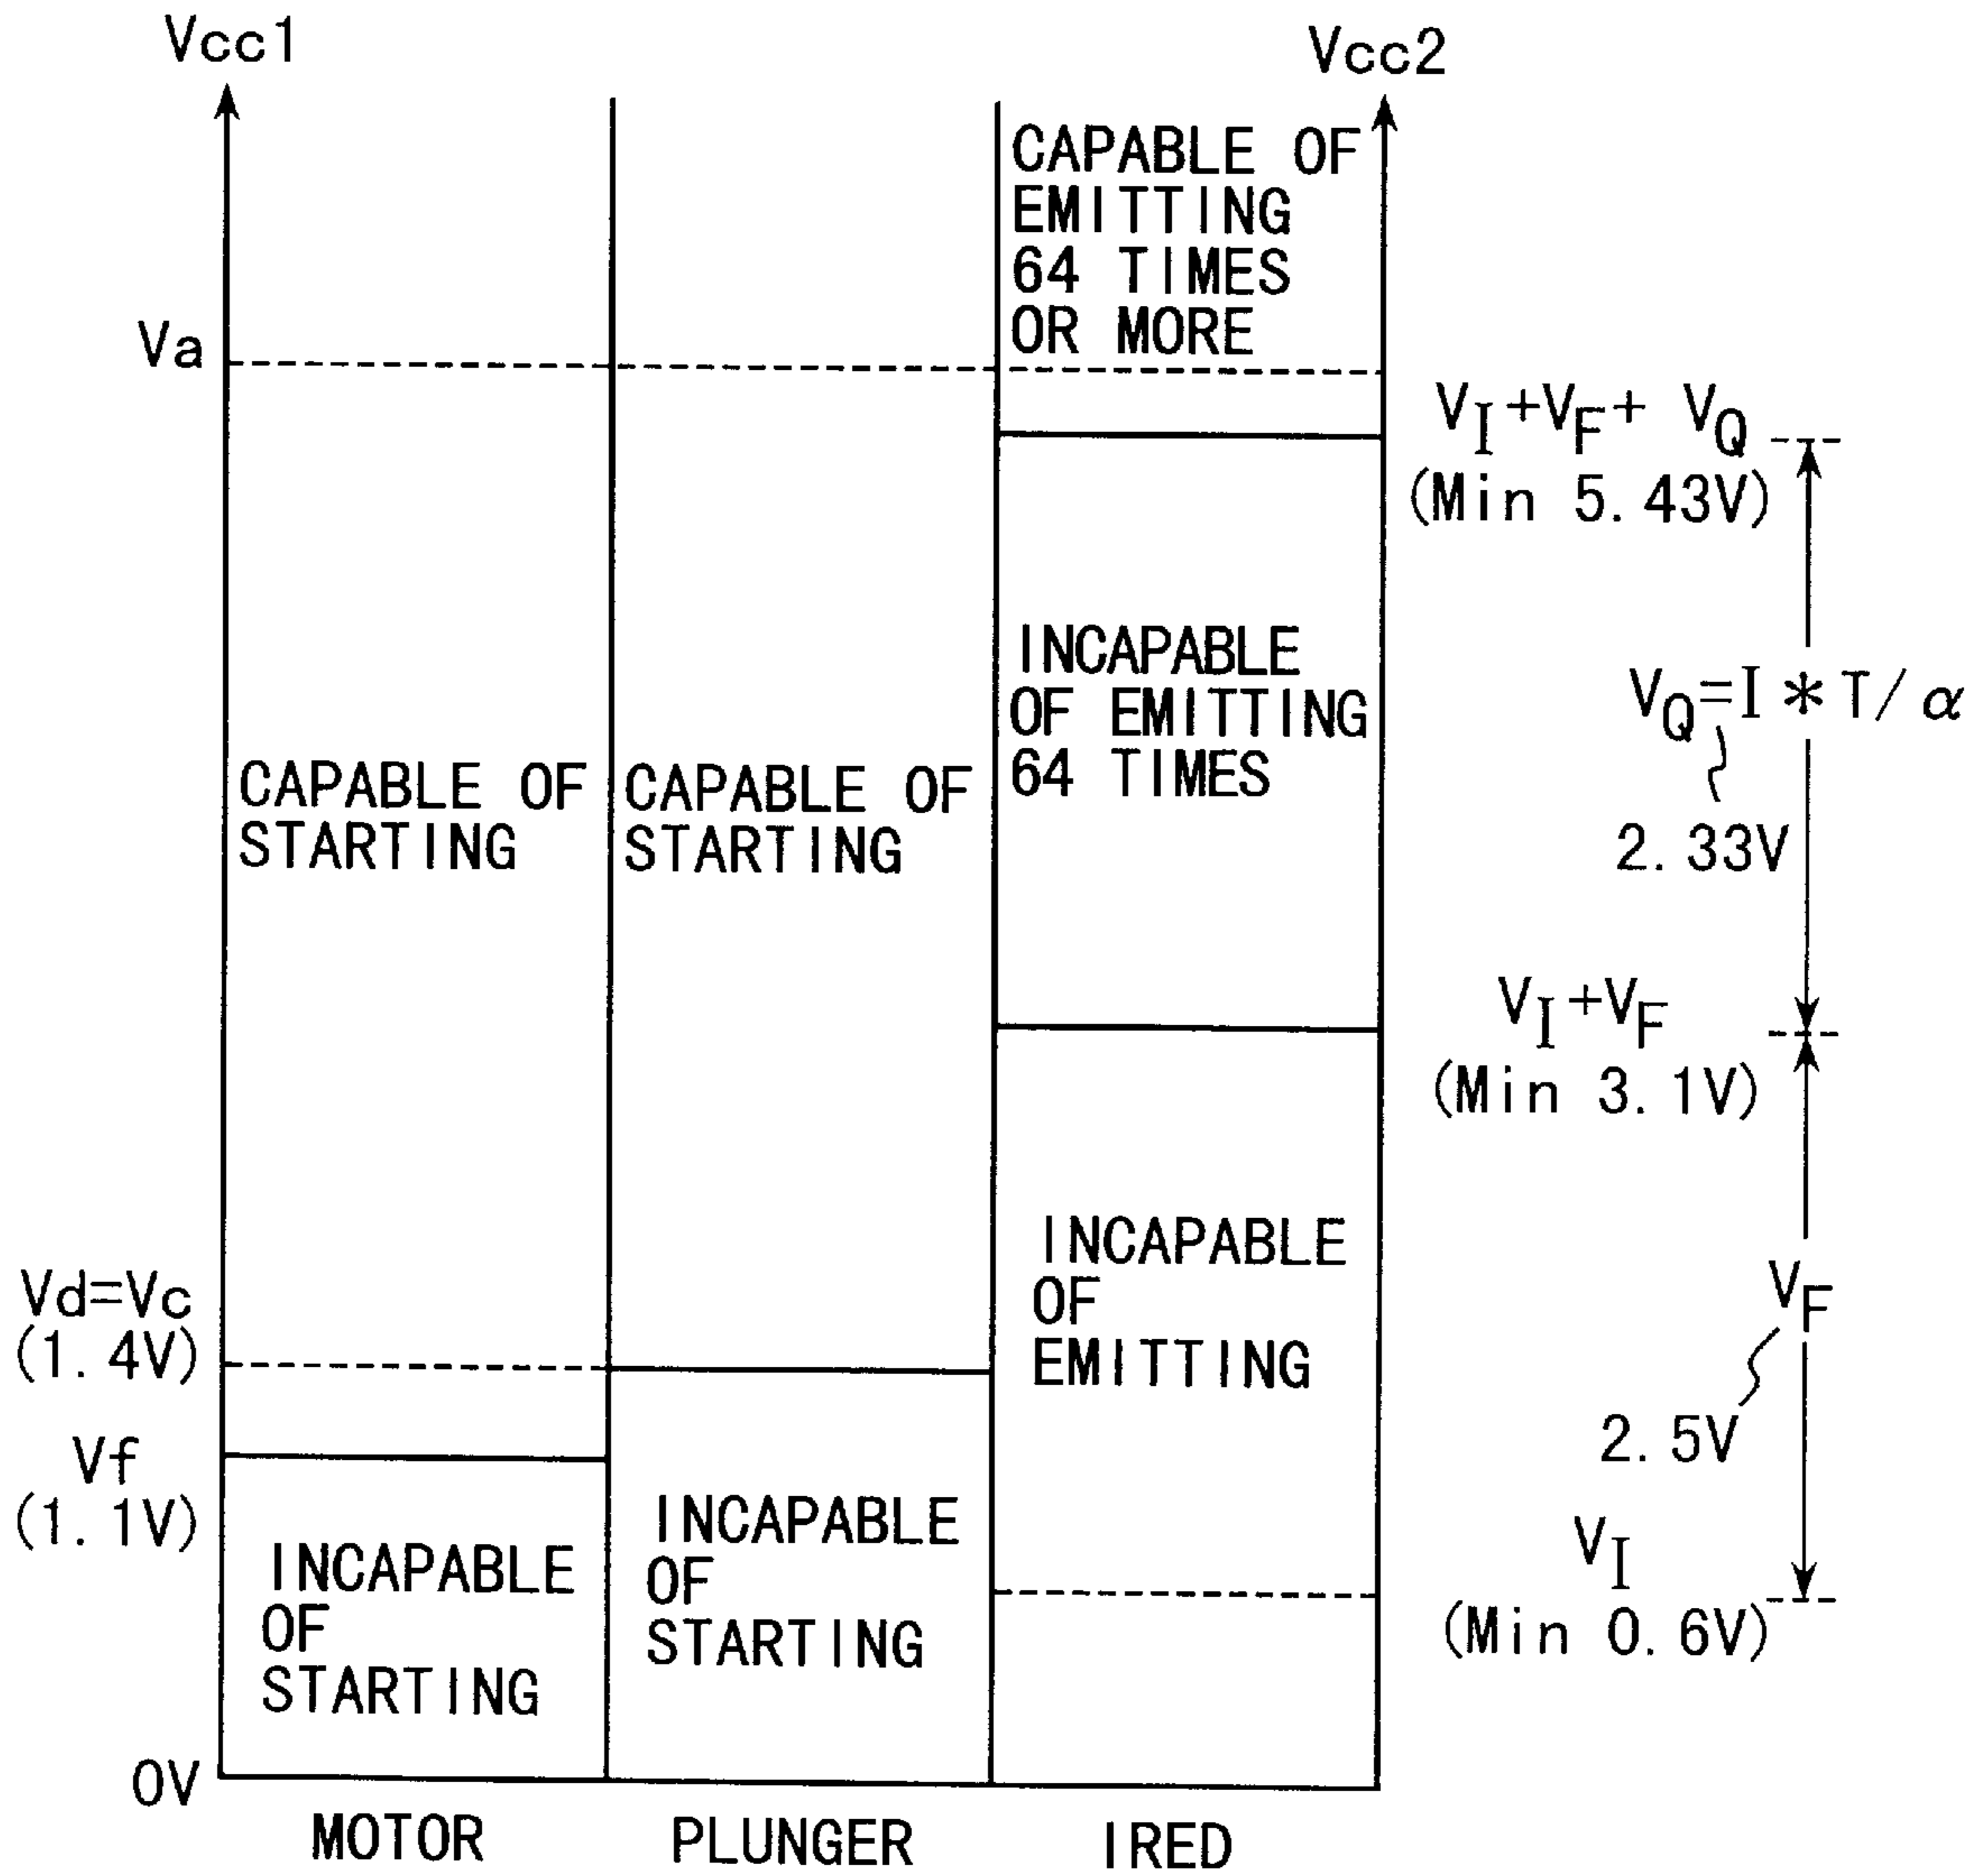 Vcc1
Vcc2
CAPABLE OF
EMITTING
64 TIMES
OR MORE
Va
VI+VF+ VQ
(Min 5.43V)
INCAPABLE
OF EMITTING
64 TIMES
VQ=I*T/α
2.33V
CAPABLE OF
STARTING
CAPABLE OF
STARTING
VI+VF
(Min 3.1V)
INCAPABLE
OF
EMITTING
VF
2.5V
Vd=Vc
(1.4V)
Vf
(1.1V)
INCAPABLE
OF
STARTING
INCAPABLE
OF
STARTING
VI
(Min 0.6V)
0V
MOTOR
PLUNGER
IRED